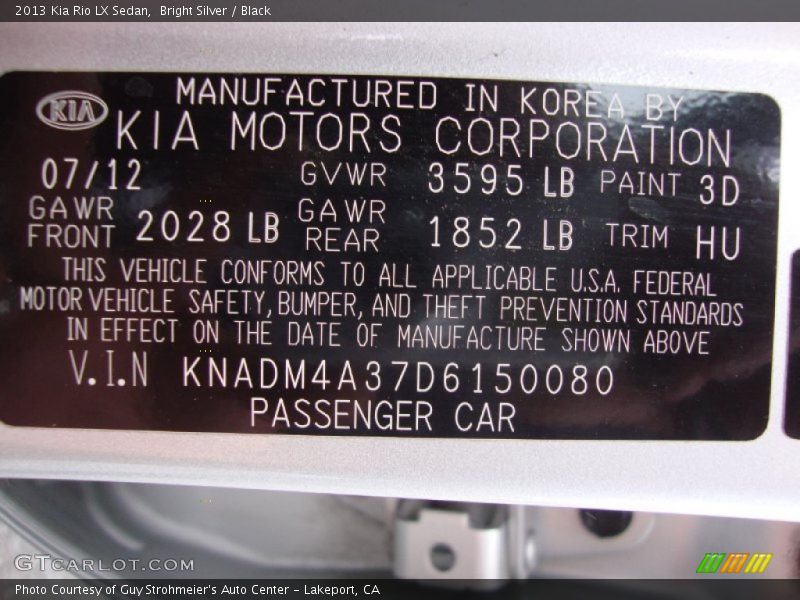 2013 Kia Rio LX Sedan, Bright Silver / Black
KIA
MANUFACTURED IN KOREA BY
KIA MOTORS CORPORATION
07/12 GVWR 3595 LB PAINT 3D
GAWR FRONT 2028 LB GAWR REAR 1852 LB TRIM HU
THIS VEHICLE CONFORMS TO ALL APPLICABLE U.S.A. FEDERAL
MOTOR VEHICLE SAFETY, BUMPER, AND THEFT PREVENTION STANDARDS
IN EFFECT ON THE DATE OF MANUFACTURE SHOWN ABOVE
V.I.N KNADM4A37D6150080
PASSENGER CAR
GTCARLOT.COM
Photo Courtesy of Guy Strohmeier's Auto Center - Lakeport, CA